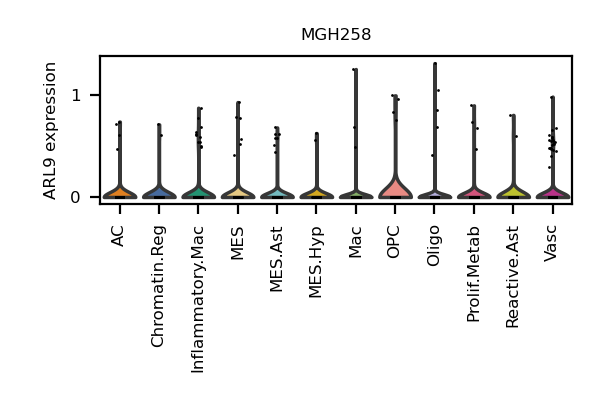 MGH258
ARL9 expression
1
0
AC
Chromatin.Reg
Inflammatory.Mac
MES
MES.Ast
MES.Hyp
Mac
OPC
Oligo
Prolif.Metab
Reactive.Ast
Vasc